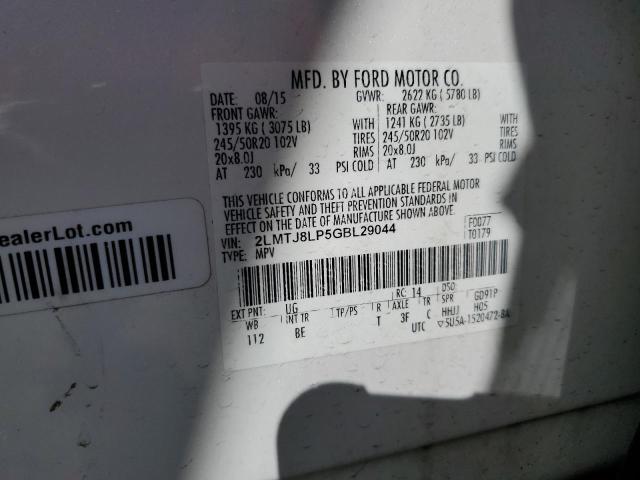 MFD. BY FORD MOTOR CO.
DATE: 08/15 GVWR: 2622 KG ( 5780 LB)
FRONT GAWR: REAR GAWR:
1395 KG ( 3075 LB) WITH 1241 KG ( 2735 LB) WITH
245/50R20 102V TIRES 245/50R20 102V TIRES
20x8.0J RIMS 20x8.0J RIMS
AT 230 kPa/ 33 PSI COLD AT 230 kPa/ 33 PSI COLD
THIS VEHICLE CONFORMS TO ALL APPLICABLE FEDERAL MOTOR
VEHICLE SAFETY AND THEFT PREVENTION STANDARDS IN
EFFECT ON THE DATE OF MANUFACTURE SHOWN ABOVE.
VIN: 2LMTJ8LP5GBL29044 F0077
TYPE: MPV T0179
ealerLot.com
EXT PNT: UG RC: 14 DSO:
WB INT TR TP/PS R AXLE TR SPR GD91P
112 BE T 3F C HHJJ H05
UTC ▽5U5A-1520472-BA